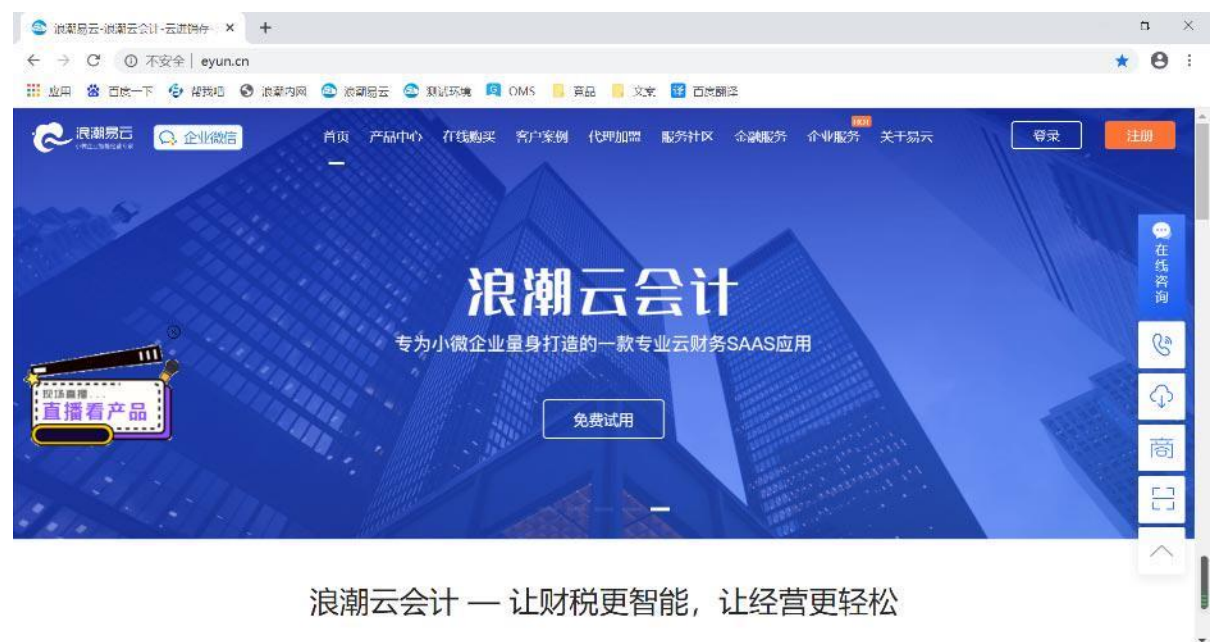 浪潮易云-浪潮云会计-云进销存
不安全 | eyun.cn
应用 百度一下 帮我吧 浪潮内网 浪潮易云 测试环境 OMS 竞品 文案 百度翻译
浪潮易云 企业微信 首页 产品中心 在线购买 客户案例 代理加盟 服务社区 金融服务 企业服务 HOT 关于易云 登录 注册
在线咨询
浪潮云会计
专为小微企业量身打造的一款专业云财务SAAS应用
现场直播...
直播看产品
免费试用
商
浪潮云会计 — 让财税更智能，让经营更轻松